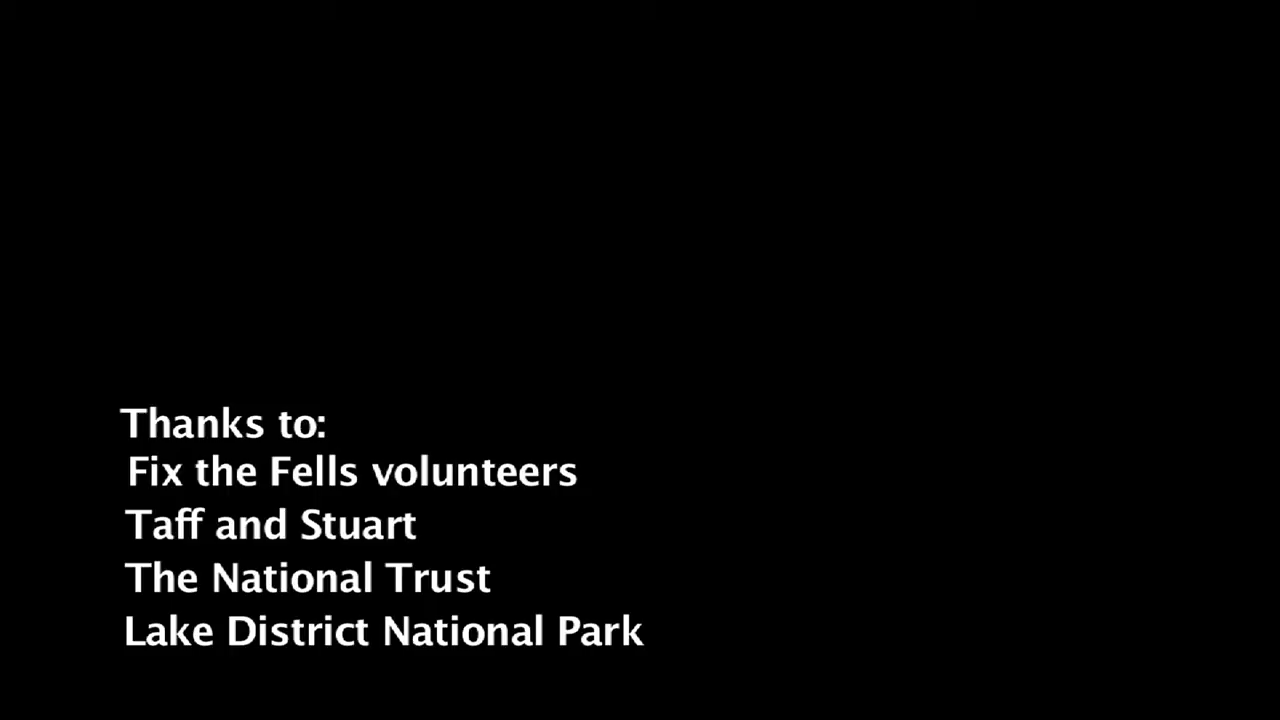 Thanks to:
Fix the Fells volunteers
Taff and Stuart
The National Trust
Lake District National Park